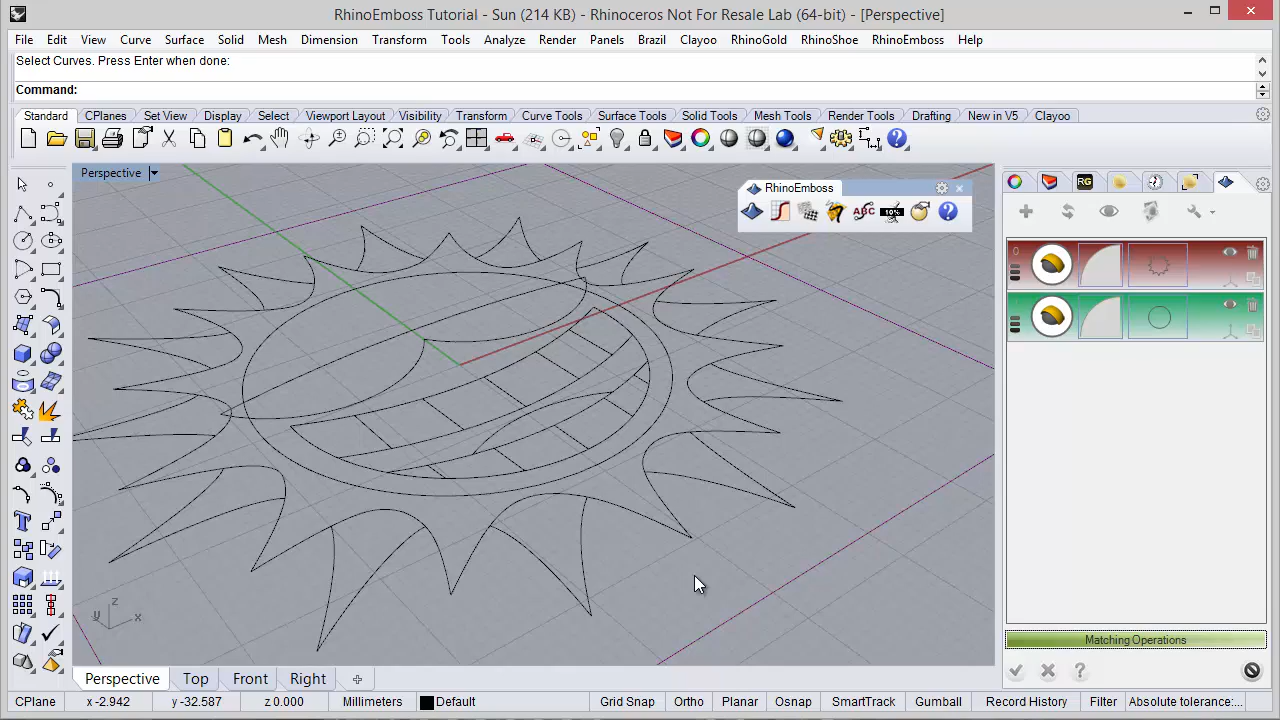 RhinoEmboss Tutorial - Sun (214 KB) - Rhinoceros Not For Resale Lab (64-bit) - [Perspective]
File Edit View Curve Surface Solid Mesh Dimension Transform Tools Analyze Render Panels Brazil Clayoo RhinoGold RhinoShoe RhinoEmboss Help
Select Curves. Press Enter when done:
Command:
Standard CPlanes Set View Display Select Viewport Layout Visibility Transform Curve Tools Surface Tools Solid Tools Mesh Tools Render Tools Drafting New in V5 Clayoo
Perspective
RhinoEmboss
RG
ABC
10%
0
z
y
x
Matching Operations
Perspective Top Front Right
CPlane x -2.942 y -32.587 z 0.000 Millimeters Default Grid Snap Ortho Planar Osnap SmartTrack Gumball Record History Filter Absolute tolerance...